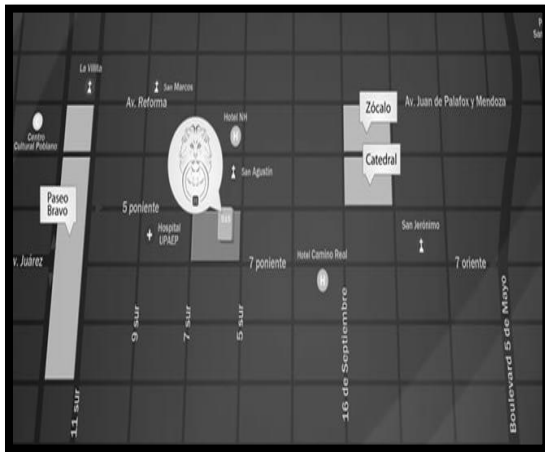 La Villita
San Marcos
Av. Reforma
Centro
Cultural Poblano
Hotel NH
H
San Agustín
Zócalo
Av. Juan de Palafox y Mendoza
Catedral
Paseo
Bravo
5 poniente
Hospital
UPAEP
San Jerónimo
v. Juárez
7 poniente
Hotel Camino Real
H
7 oriente
9 sur
7 sur
5 sur
16 de Septiembre
Boulevard 5 de Mayo
11 sur